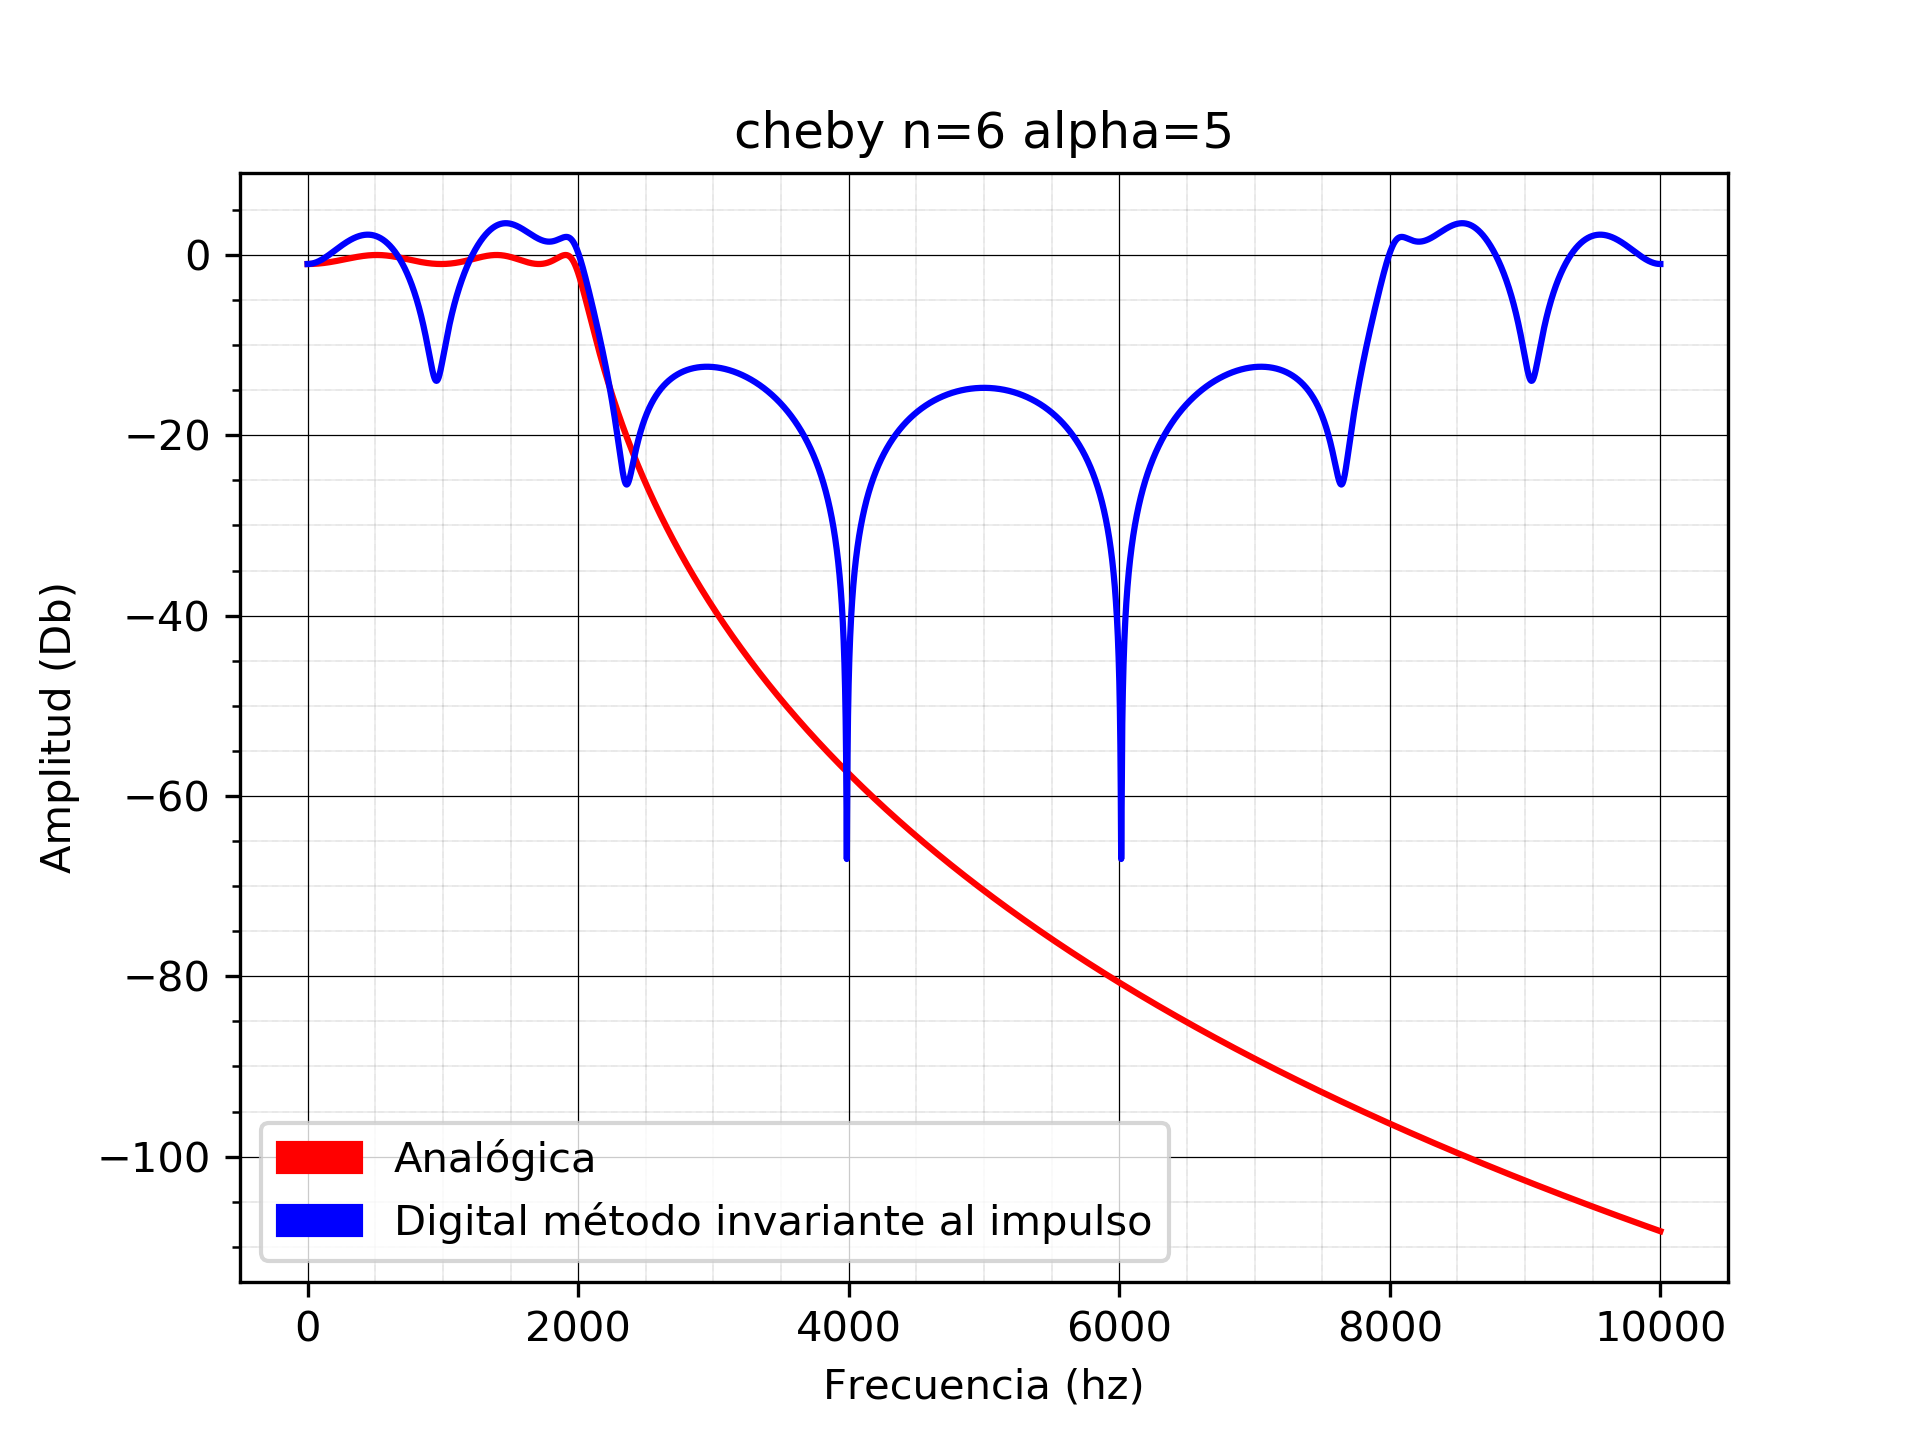 cheby n=6 alpha=5
Amplitud (Db)
0
−20
−40
−60
−80
−100
Analógica
Digital método invariante al impulso
0 2000 4000 6000 8000 10000
Frecuencia (hz)